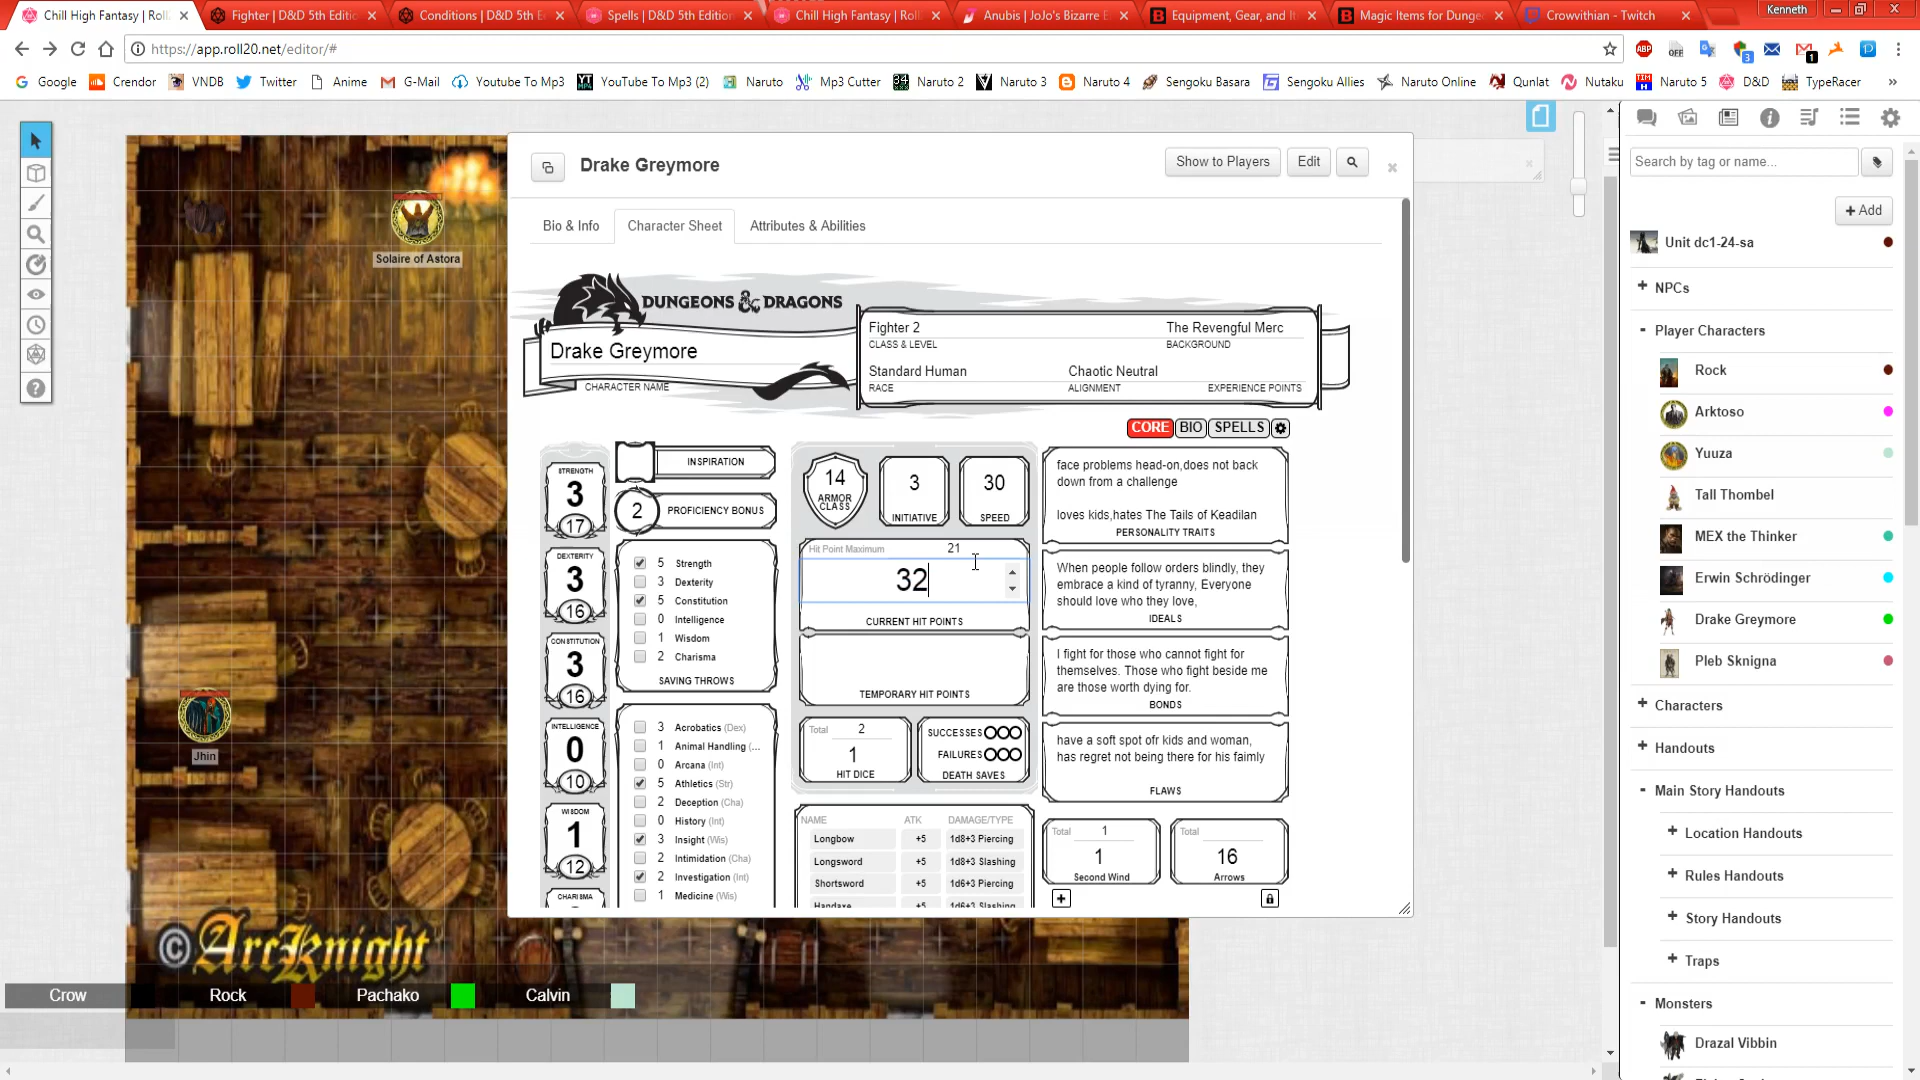 Chill High Fantasy | Roll
Fighter | D&D 5th Editio
Conditions | D&D 5th E
Spells | D&D 5th Edition
Chill High Fantasy | Roll
Anubis | JoJo's Bizarre E
Equipment, Gear, and It
Magic Items for Dunge
Crowvithian - Twitch
Kenneth
https://app.roll20.net/editor/#
ABP
OFF
3
1
Google
Crendor
VNDB
Twitter
Anime
G-Mail
Youtube To Mp3
YouTube To Mp3 (2)
Naruto
Mp3 Cutter
Naruto 2
Naruto 3
Naruto 4
Sengoku Basara
Sengoku Allies
Naruto Online
Qunlat
Nutaku
Naruto 5
D&D
TypeRacer
»
Solaire of Astora
Jhin
©ArcKnight
Crow
Rock
Pachako
Calvin
Drake Greymore
Show to Players
Edit
Bio & Info
Character Sheet
Attributes & Abilities
DUNGEONS & DRAGONS
Drake Greymore
CHARACTER NAME
Fighter 2
CLASS & LEVEL
The Revengful Merc
BACKGROUND
Standard Human
RACE
Chaotic Neutral
ALIGNMENT
EXPERIENCE POINTS
CORE
BIO
SPELLS
STRENGTH
3
17
DEXTERITY
3
16
CONSTITUTION
3
16
INTELLIGENCE
0
10
WISDOM
1
12
CHARISMA
INSPIRATION
2
PROFICIENCY BONUS
5 Strength
3 Dexterity
5 Constitution
0 Intelligence
1 Wisdom
2 Charisma
SAVING THROWS
3 Acrobatics (Dex)
1 Animal Handling (...
0 Arcana (Int)
5 Athletics (Str)
2 Deception (Cha)
0 History (Int)
3 Insight (Wis)
2 Intimidation (Cha)
2 Investigation (Int)
1 Medicine (Wis)
14
ARMOR
CLASS
3
INITIATIVE
30
SPEED
Hit Point Maximum 21
32
CURRENT HIT POINTS
TEMPORARY HIT POINTS
Total 2
1
HIT DICE
SUCCESSES
FAILURES
DEATH SAVES
NAME ATK DAMAGE/TYPE
Longbow +5 1d8+3 Piercing
Longsword +5 1d8+3 Slashing
Shortsword +5 1d6+3 Piercing
Handaxe +5 1d6+3 Slashing
face problems head-on,does not back
down from a challenge
loves kids,hates The Tails of Keadilan
PERSONALITY TRAITS
When people follow orders blindly, they
embrace a kind of tyranny, Everyone
should love who they love,
IDEALS
I fight for those who cannot fight for
themselves. Those who fight beside me
are those worth dying for.
BONDS
have a soft spot ofr kids and woman,
has regret not being there for his faimly
FLAWS
Total 1
1
Second Wind
Total
16
Arrows
Search by tag or name...
+ Add
Unit dc1-24-sa
+ NPCs
- Player Characters
Rock
Arktoso
Yuuza
Tall Thombel
MEX the Thinker
Erwin Schrödinger
Drake Greymore
Pleb Sknigna
+ Characters
+ Handouts
- Main Story Handouts
+ Location Handouts
+ Rules Handouts
+ Story Handouts
+ Traps
- Monsters
Drazal Vibbin